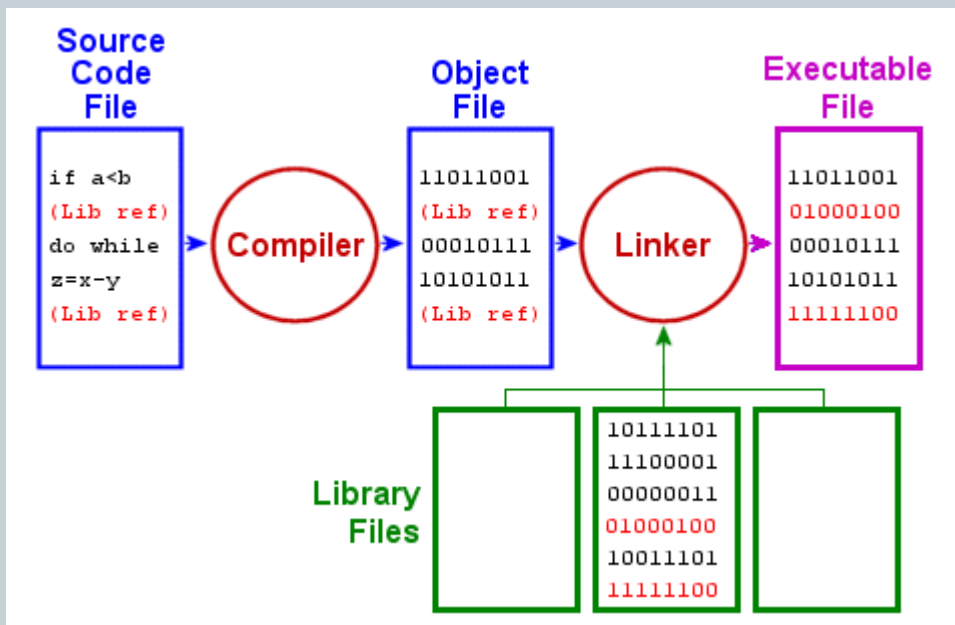 Source
Code
File
if a<b
(Lib ref)
do while
z=x-y
(Lib ref)
Compiler
Object
File
11011001
(Lib ref)
00010111
10101011
(Lib ref)
Linker
Executable
File
11011001
01000100
00010111
10101011
11111100
Library
Files
10111101
11100001
00000011
01000100
10011101
11111100